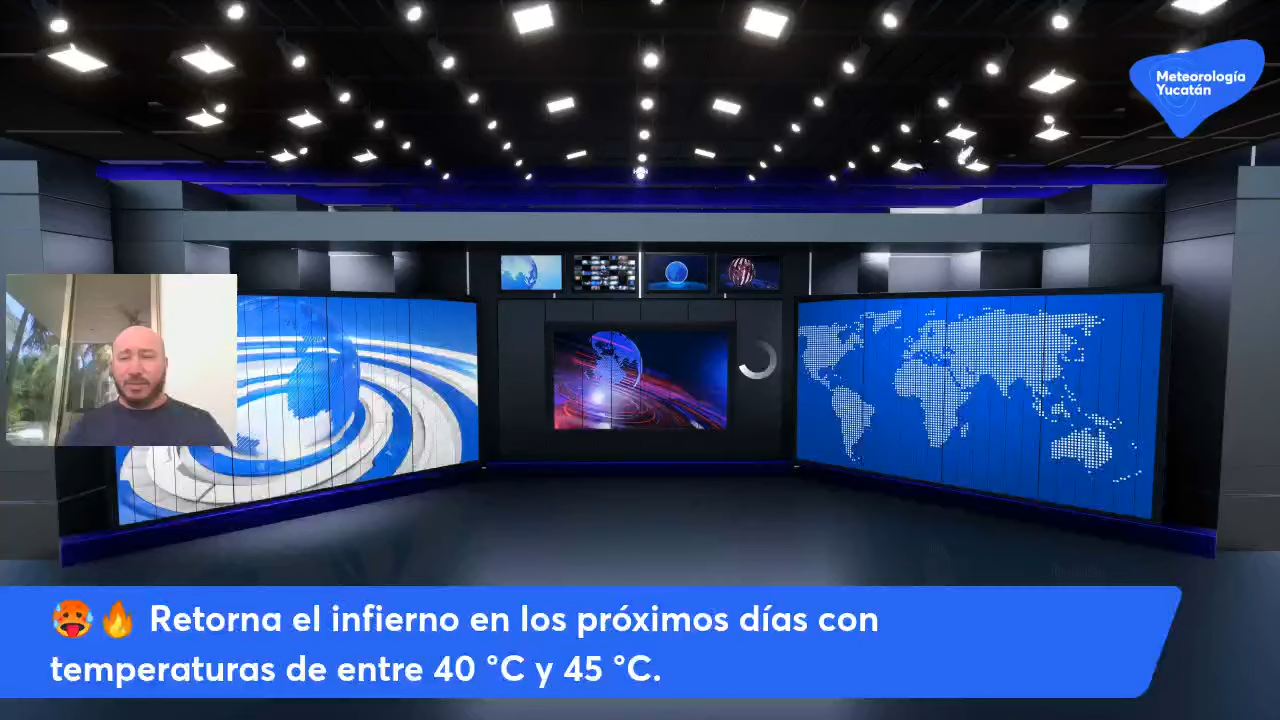 Meteorología
Yucatán
🥵🔥 Retorna el infierno en los próximos días con
temperaturas de entre 40 °C y 45 °C.